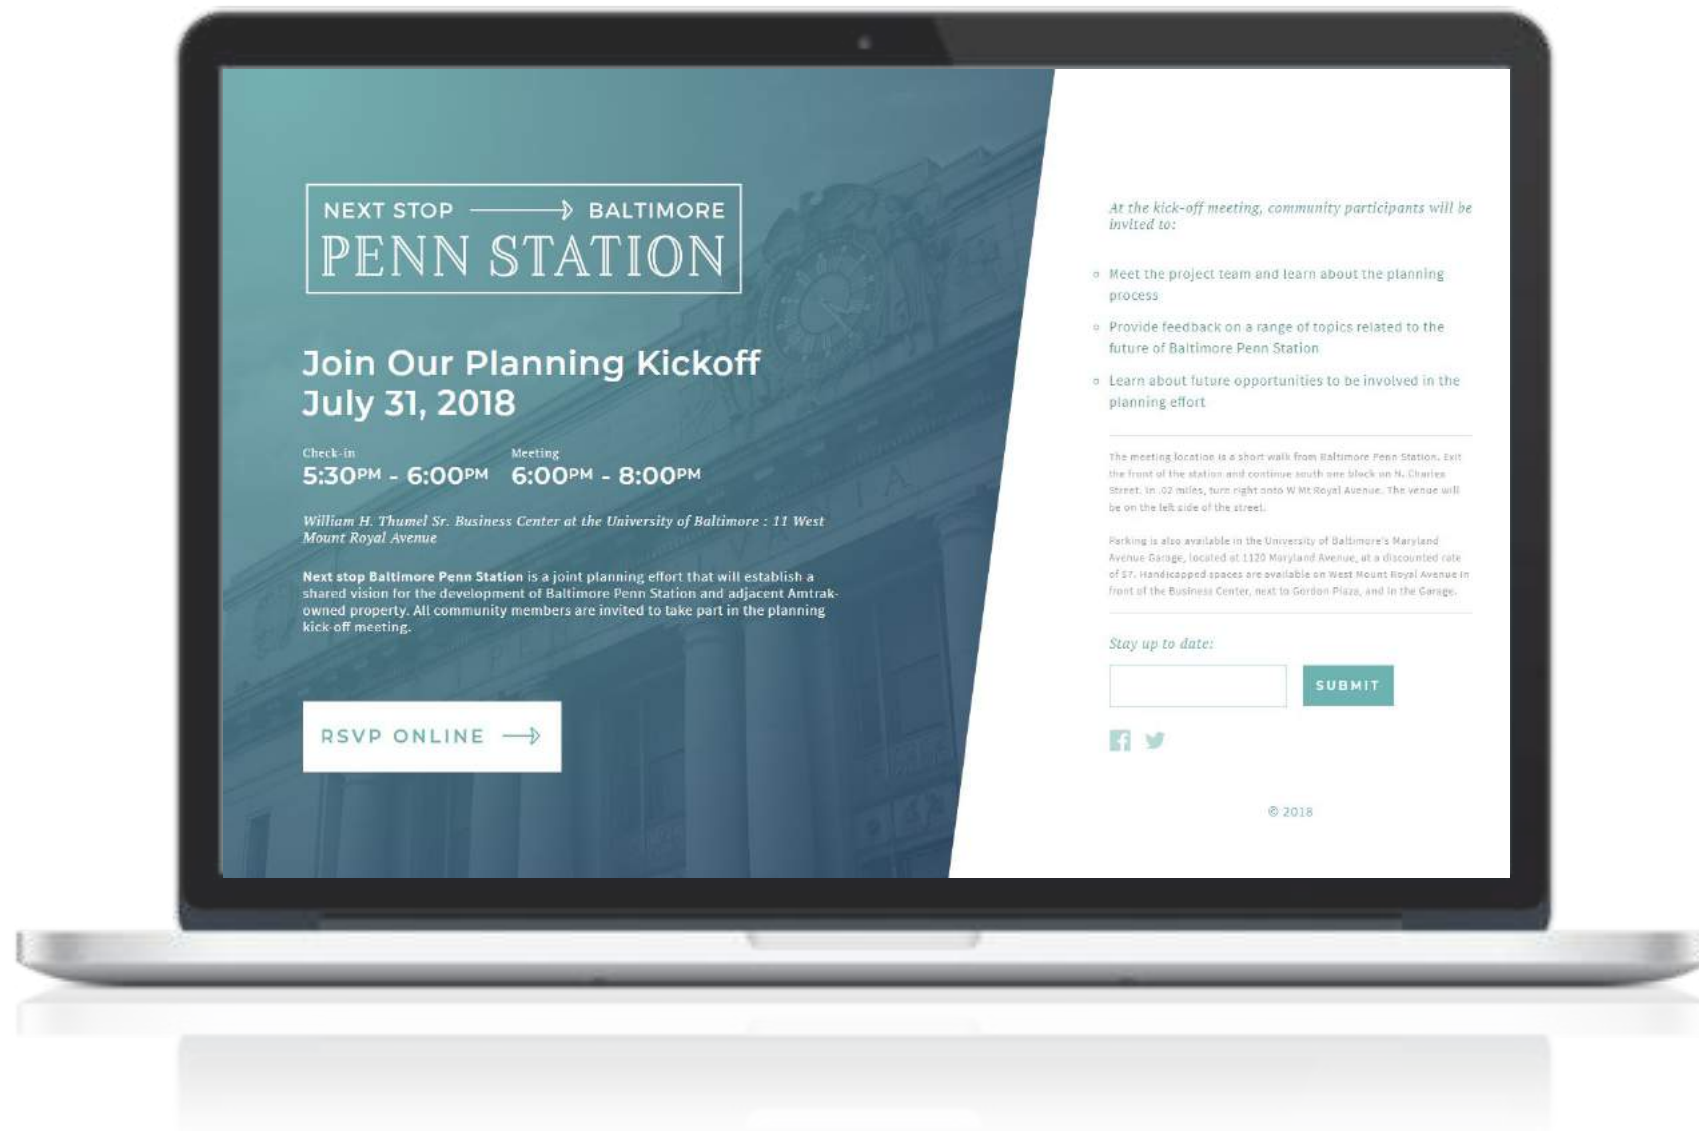 NEXT STOP BALTIMORE
PENN STATION
Join Our Planning Kickoff
July 31, 2018
Check-in Meeting
5:30PM - 6:00PM 6:00PM - 8:00PM
William H. Thumel Sr. Business Center at the University of Baltimore : 11 West
Mount Royal Avenue
Next stop Baltimore Penn Station is a joint planning effort that will establish a
shared vision for the development of Baltimore Penn Station and adjacent Amtrak-
owned property. All community members are invited to take part in the planning
kick-off meeting.
RSVP ONLINE
At the kick-off meeting, community participants will be
invited to:
Meet the project team and learn about the planning
process
Provide feedback on a range of topics related to the
future of Baltimore Penn Station
Learn about future opportunities to be involved in the
planning effort
The meeting location is a short walk from Baltimore Penn Station. Exit
the front of the station and continue south one block on N. Charles
Street. In .02 miles, turn right onto W Mt Royal Avenue. The venue will
be on the left side of the street.
Parking is also available in the University of Baltimore's Maryland
Avenue Garage, located at 1120 Maryland Avenue, at a discounted rate
of $7. Handicapped spaces are available on West Mount Royal Avenue in
front of the Business Center, next to Gordon Plaza, and in the Garage.
Stay up to date:
SUBMIT
© 2018